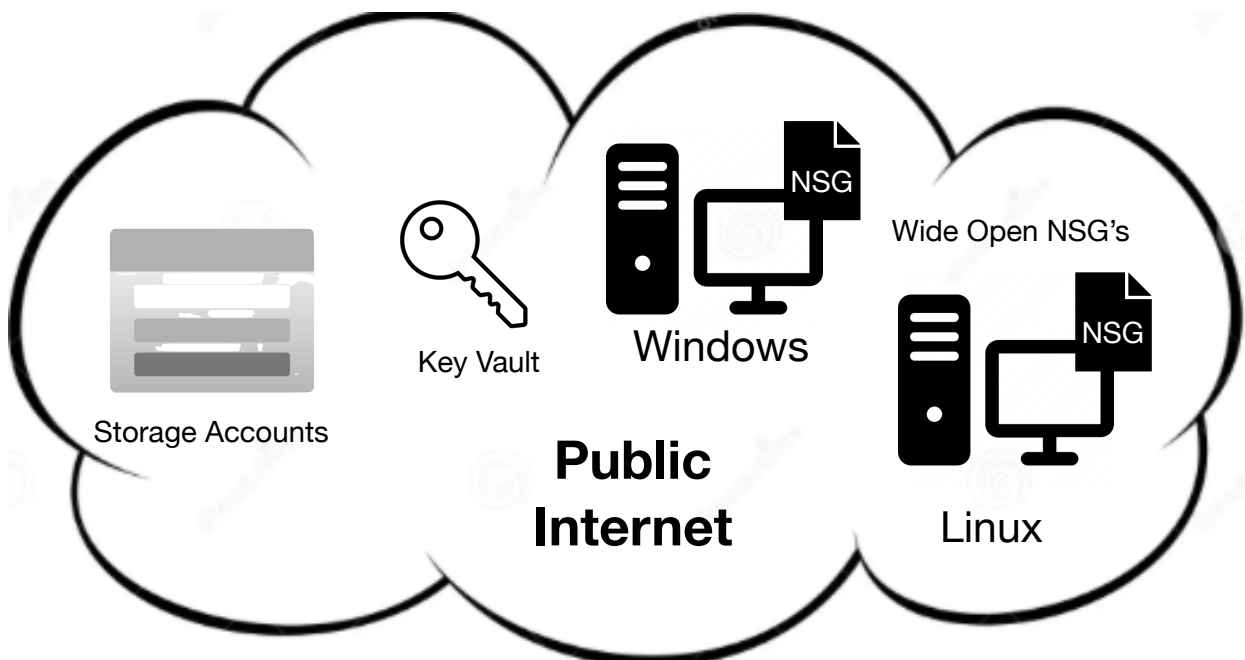 NSG
Wide Open NSG's
NSG
Key Vault
Windows
Storage Accounts
Public
Internet
Linux